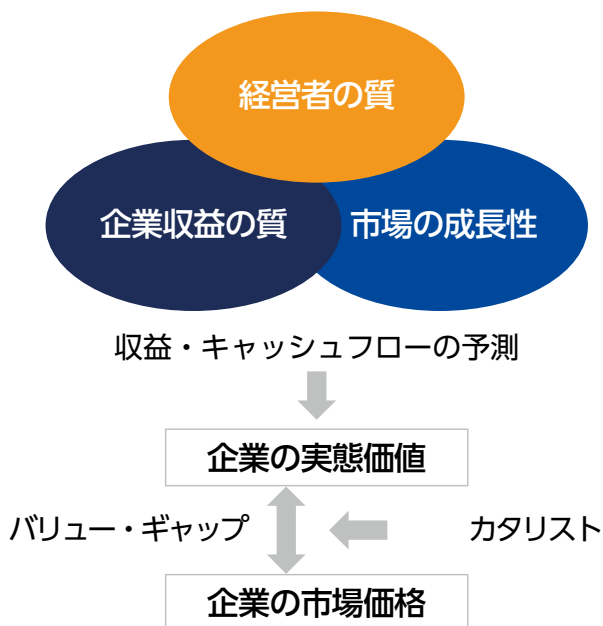 経営者の質
企業収益の質
市場の成長性
収益・キャッシュフローの予測
企業の実態価値
バリュー・ギャップ
カタリスト
企業の市場価格